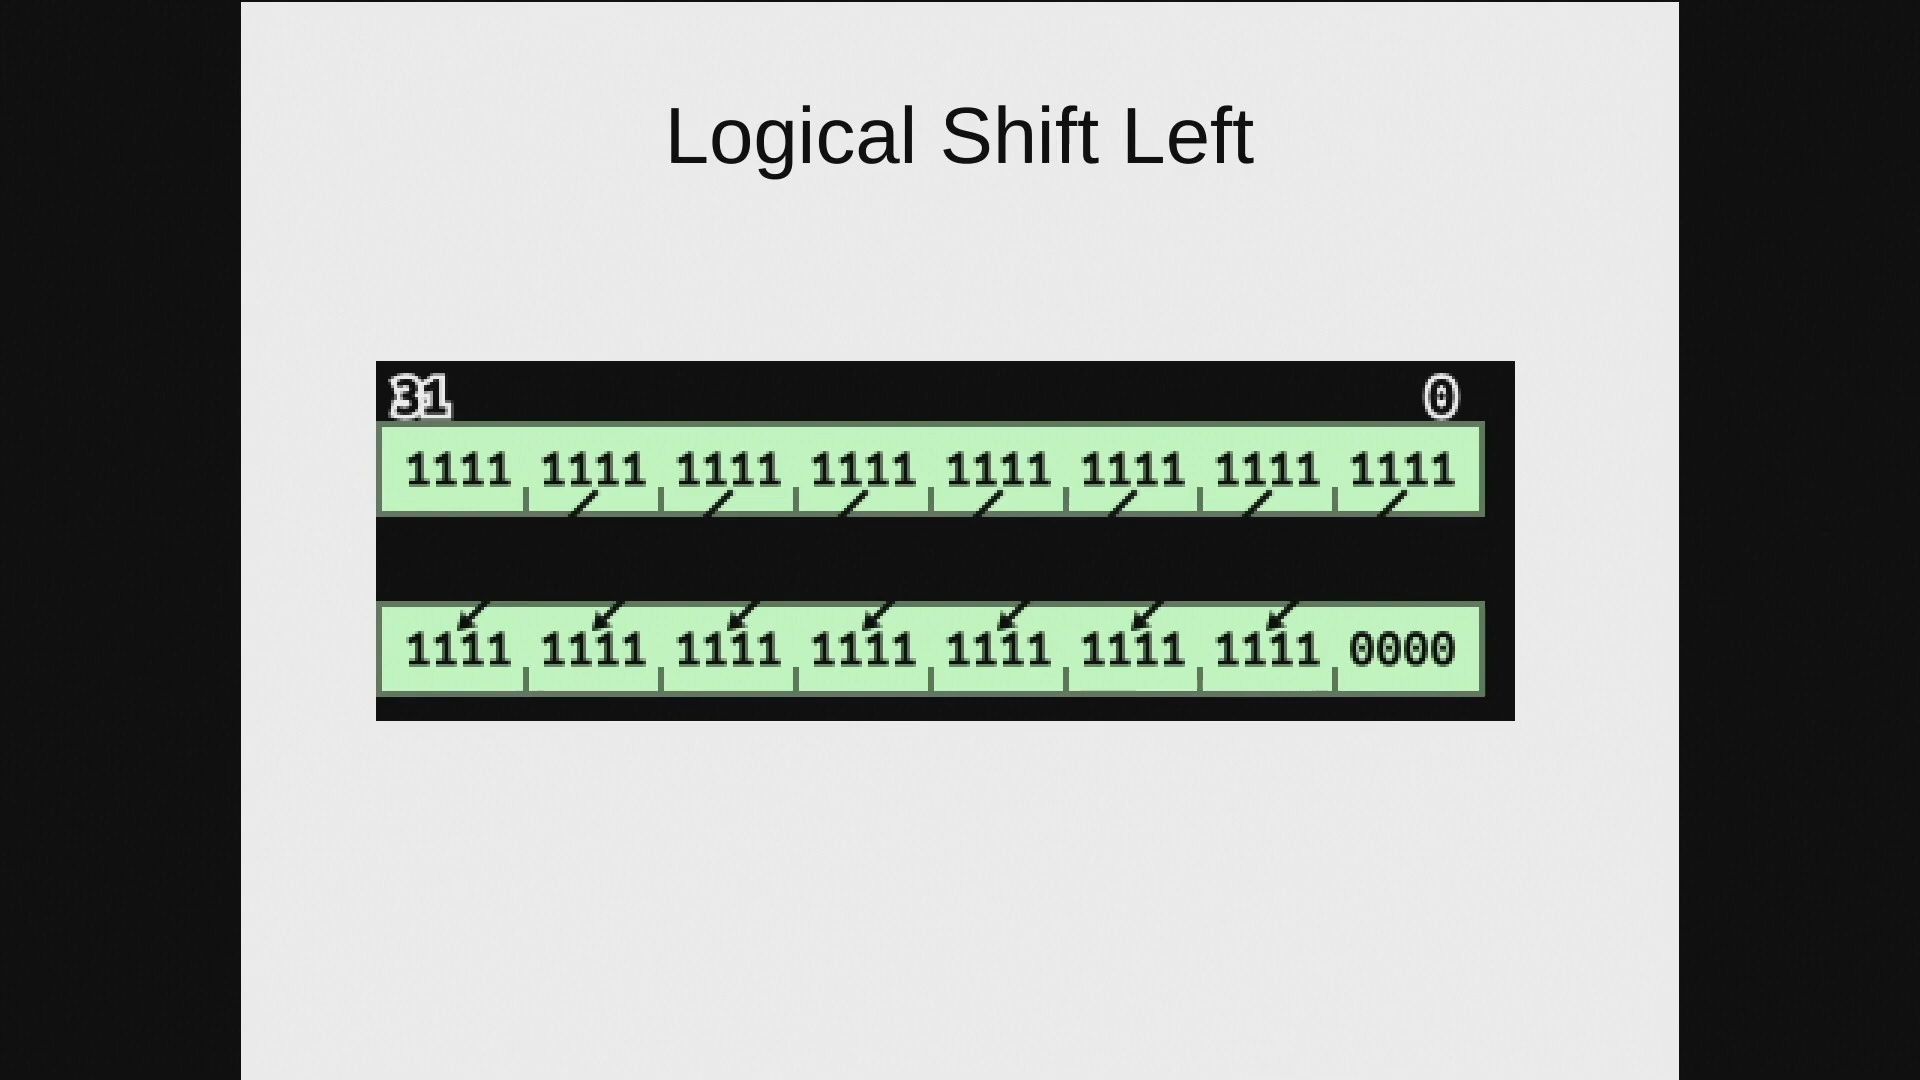 Logical Shift Left
31 0
1111 1111 1111 1111 1111 1111 1111 1111
1111 1111 1111 1111 1111 1111 1111 0000